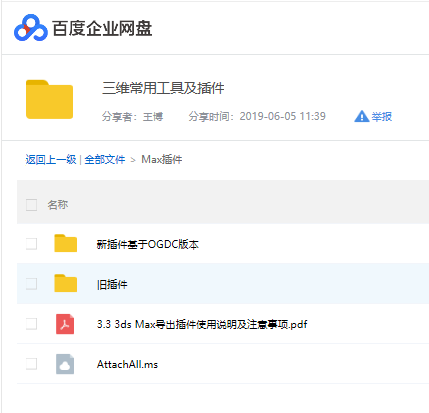 百度企业网盘
三维常用工具及插件
分享者：王博 分享时间：2019-06-05 11:39 举报
返回上一级 | 全部文件 > Max插件
名称
新插件基于OGDC版本
旧插件
3.3 3ds Max导出插件使用说明及注意事项.pdf
AttachAll.ms